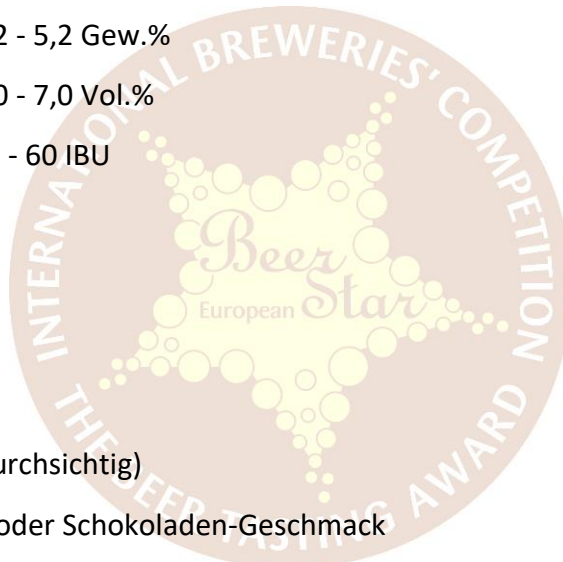 2 - 5,2 Gew.%
0 - 7,0 Vol.%
- 60 IBU
INTERNATIONAL BREWERIES' COMPETITION
Beer
European Star
THE BEER TASTING AWARD
urchsichtig)
oder Schokoladen-Geschmack